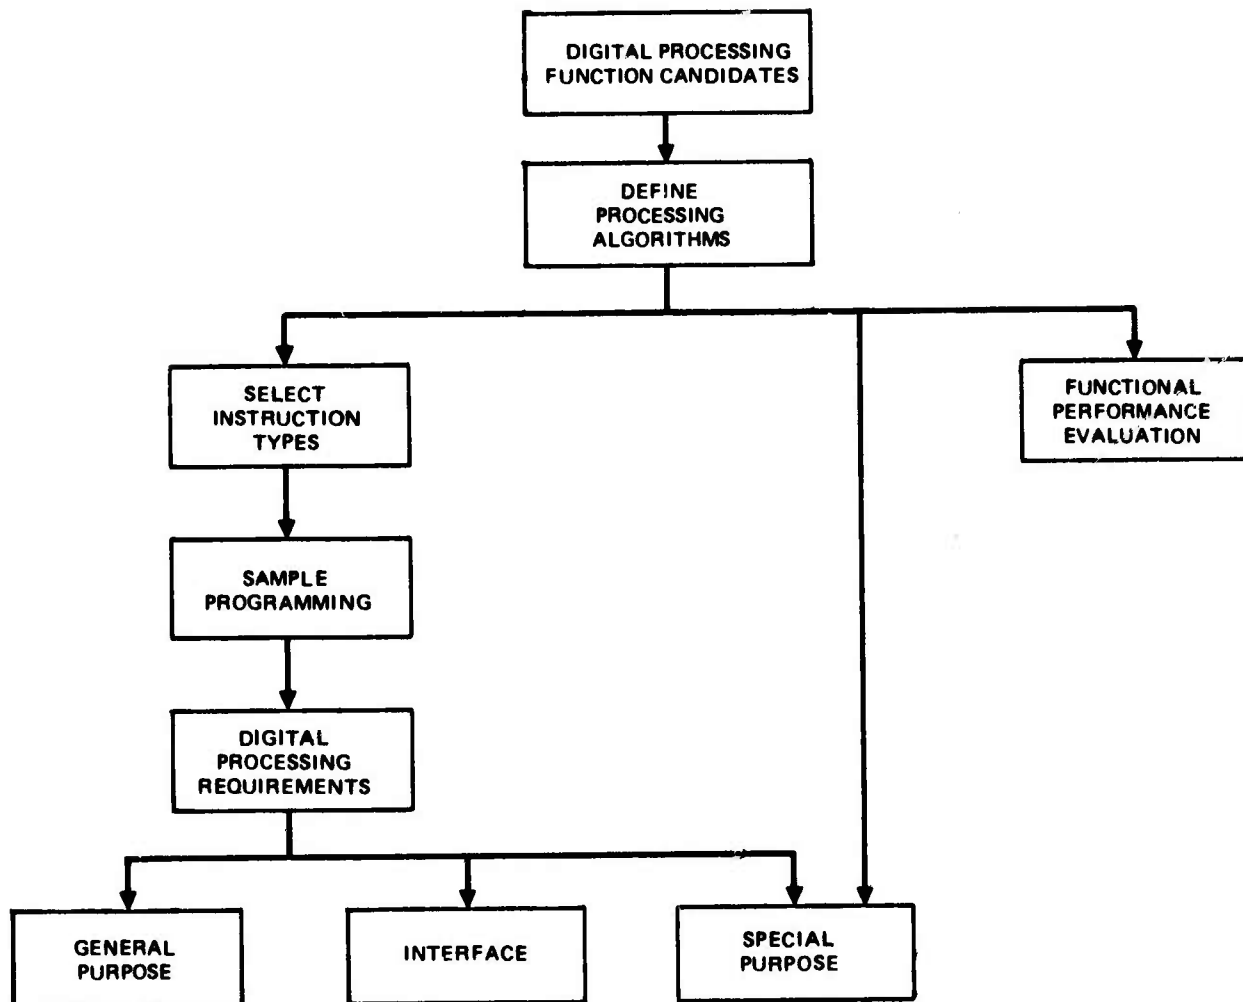 DIGITAL PROCESSING
FUNCTION CANDIDATES
DEFINE
PROCESSING
ALGORITHMS
SELECT
INSTRUCTION
TYPES
FUNCTIONAL
PERFORMANCE
EVALUATION
SAMPLE
PROGRAMMING
DIGITAL
PROCESSING
REQUIREMENTS
GENERAL
PURPOSE
INTERFACE
SPECIAL
PURPOSE